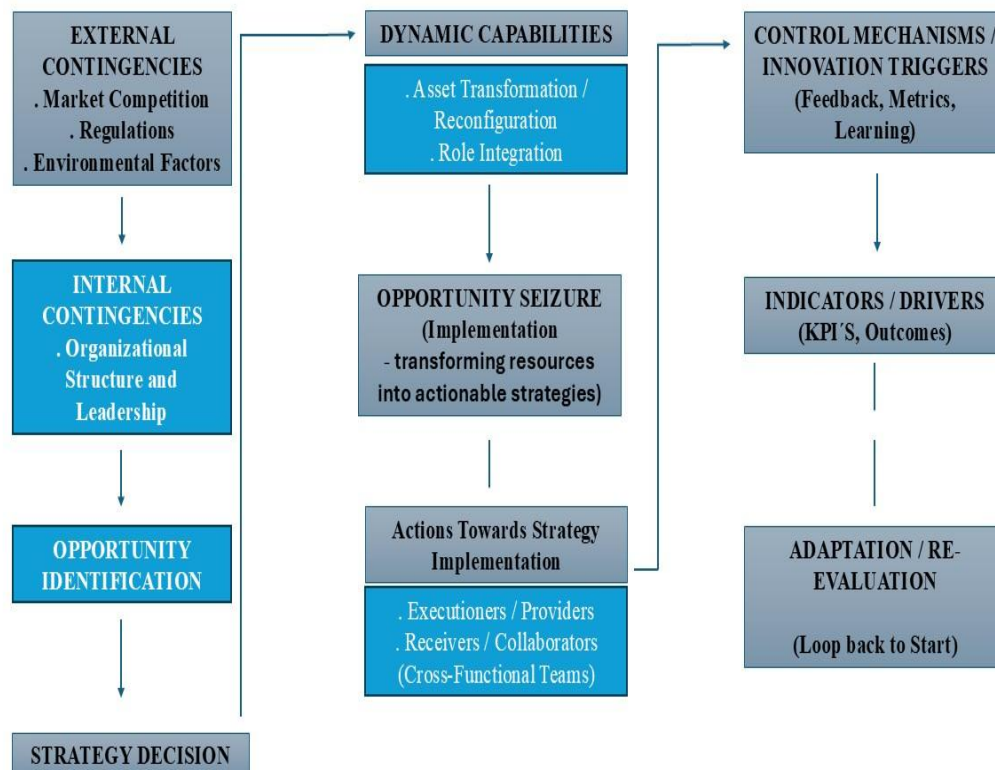 EXTERNAL
CONTINGENCIES
. Market Competition
. Regulations
. Environmental Factors
INTERNAL
CONTINGENCIES
. Organizational
Structure and
Leadership
OPPORTUNITY
IDENTIFICATION
STRATEGY DECISION
DYNAMIC CAPABILITIES
. Asset Transformation /
Reconfiguration
. Role Integration
OPPORTUNITY SEIZURE
(Implementation
- transforming resources
into actionable strategies)
Actions Towards Strategy
Implementation
. Executioners / Providers
. Receivers / Collaborators
(Cross-Functional Teams)
CONTROL MECHANISMS /
INNOVATION TRIGGERS
(Feedback, Metrics,
Learning)
INDICATORS / DRIVERS
(KPI´S, Outcomes)
ADAPTATION / RE-
EVALUATION
(Loop back to Start)